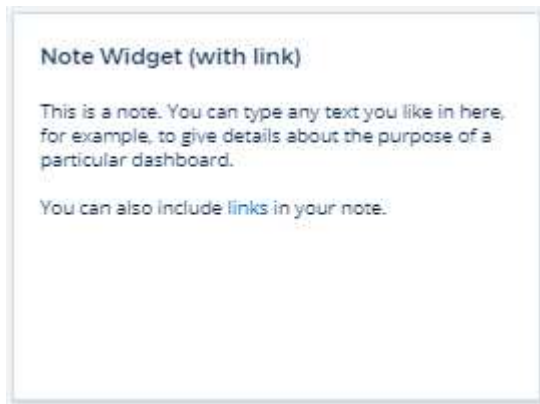 Note Widget (with link)
This is a note. You can type any text you like in here,
for example, to give details about the purpose of a
particular dashboard.
You can also include links in your note.